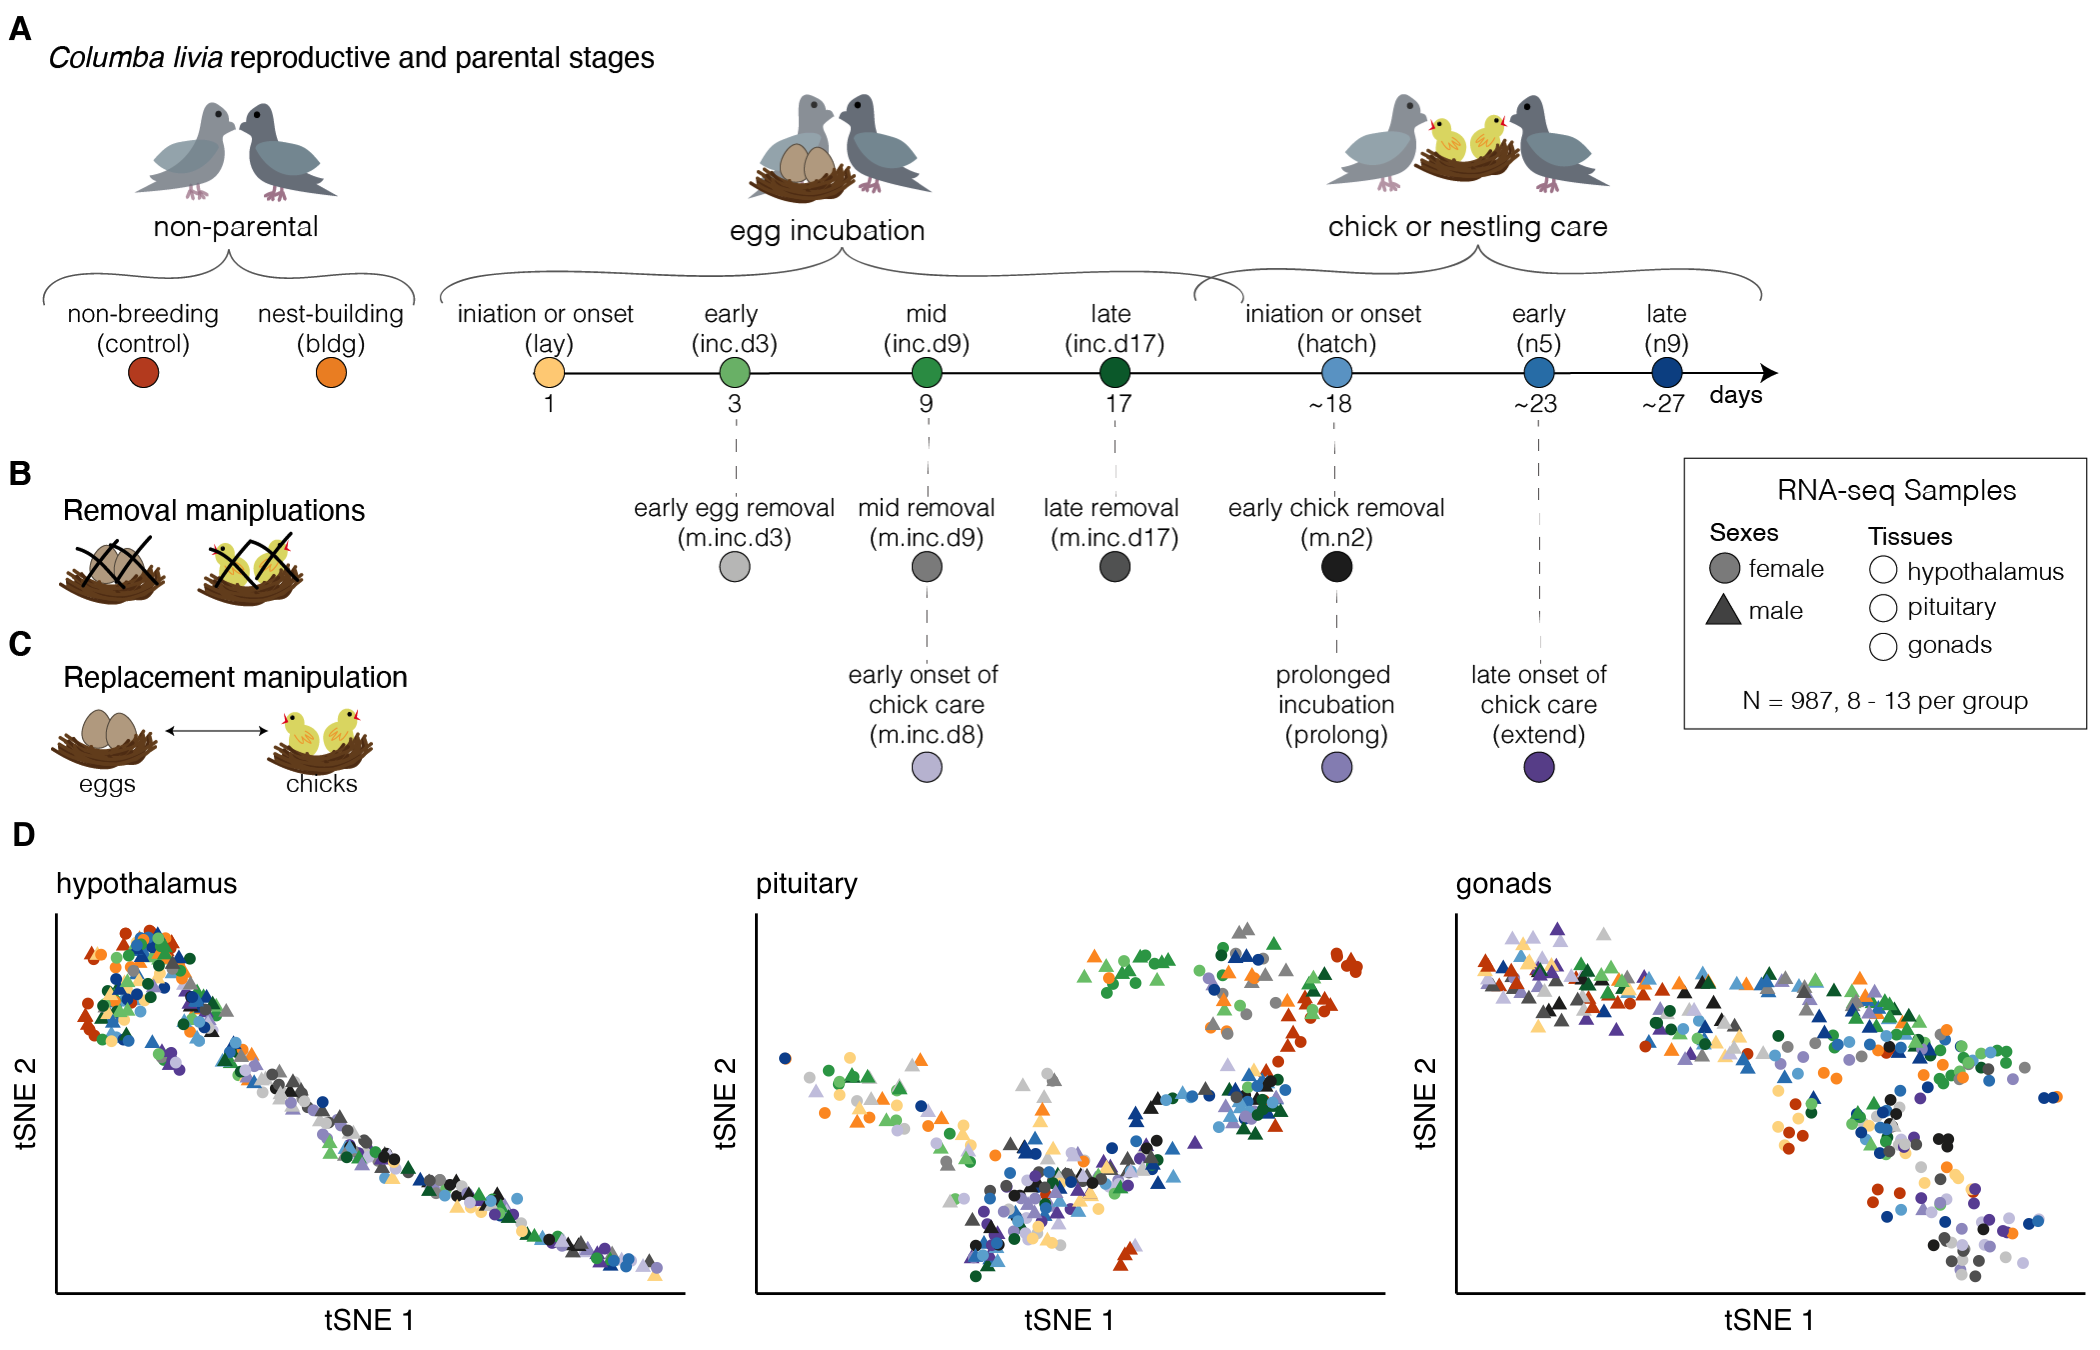 A
Columba livia reproductive and parental stages
non-parental
egg incubation
chick or nestling care
non-breeding
(control)
nest-building
(bldg)
iniation or onset
(lay)
early
(inc.d3)
mid
(inc.d9)
late
(inc.d17)
iniation or onset
(hatch)
early
(n5)
late
(n9)
1
3
9
17
~18
~23
~27
days
B
Removal manipluations
early egg removal
(m.inc.d3)
mid removal
(m.inc.d9)
late removal
(m.inc.d17)
early chick removal
(m.n2)
C
Replacement manipulation
eggs
chicks
early onset of
chick care
(m.inc.d8)
prolonged
incubation
(prolong)
late onset of
chick care
(extend)
RNA-seq Samples
Sexes
female
male
Tissues
hypothalamus
pituitary
gonads
N = 987, 8 - 13 per group
D
hypothalamus
tSNE 2
tSNE 1
pituitary
tSNE 2
tSNE 1
gonads
tSNE 2
tSNE 1